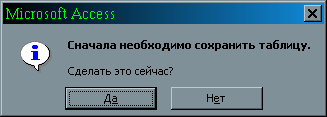 Microsoft Access
Сначала необходимо сохранить таблицу.
Сделать это сейчас?
Да Нет